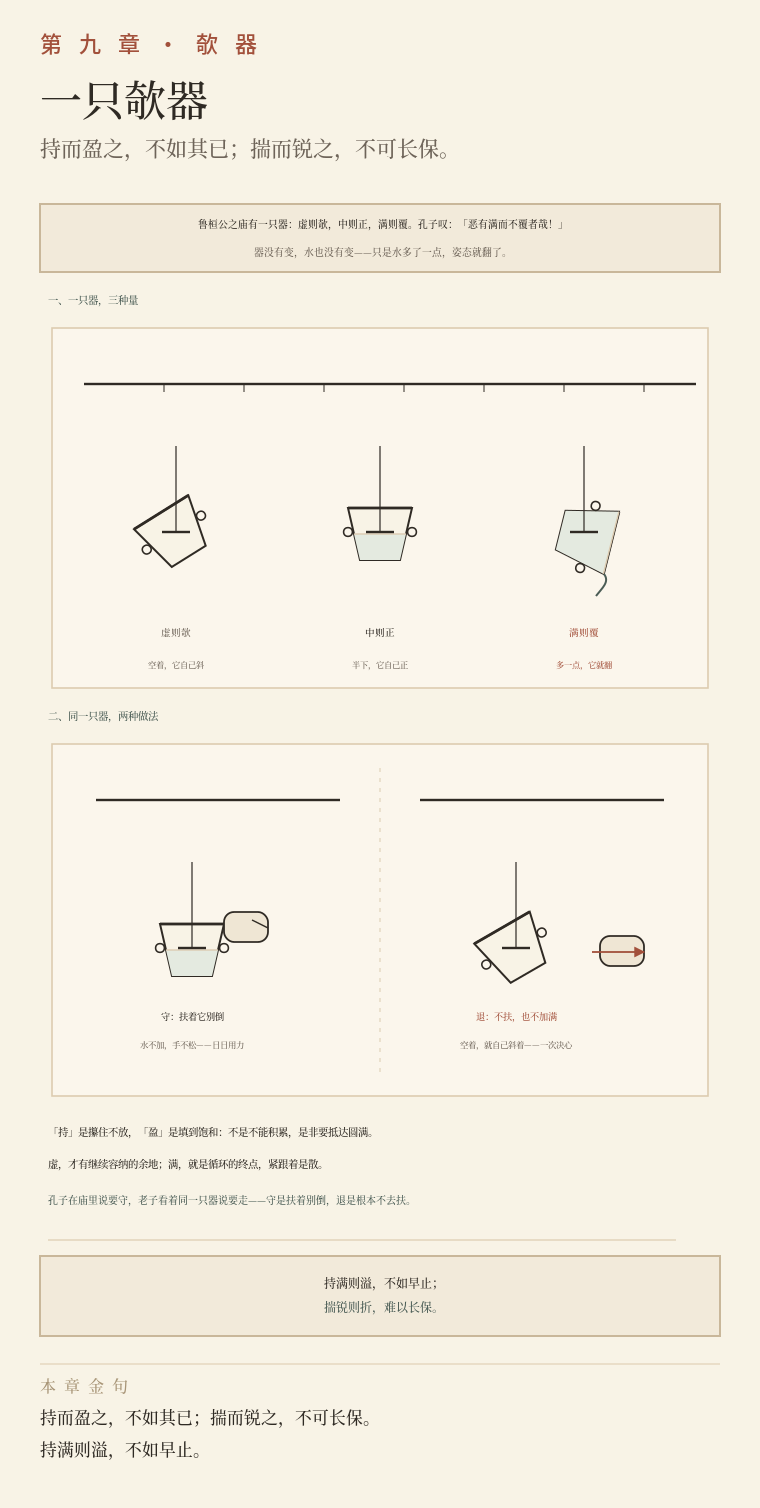 第九章·欹器
一只欹器
持而盈之，不如其已；揣而锐之，不可长保。
鲁桓公之庙有一只器：虚则欹，中则正，满则覆。孔子叹：「恶有满而不覆者哉！」
器没有变，水也没有变——只是水多了一点，姿态就翻了。
一、一只器，三种量
虚则欹
中则正
满则覆
空着，它自己斜
半下，它自己正
多一点，它就翻
二、同一只器，两种做法
守：扶着它别倒
退：不扶，也不加满
水不加，手不松——日日用力
空着，就自己斜着——一次决心
「持」是攥住不放，「盈」是填到饱和：不是不能积累，是非要抵达圆满。
虚，才有继续容纳的余地；满，就是循环的终点，紧跟着是散。
孔子在庙里说要守，老子看着同一只器说要走——守是扶着别倒，退是根本不去扶。
持满则溢，不如早止；
揣锐则折，难以长保。
本章金句
持而盈之，不如其已；揣而锐之，不可长保。
持满则溢，不如早止。